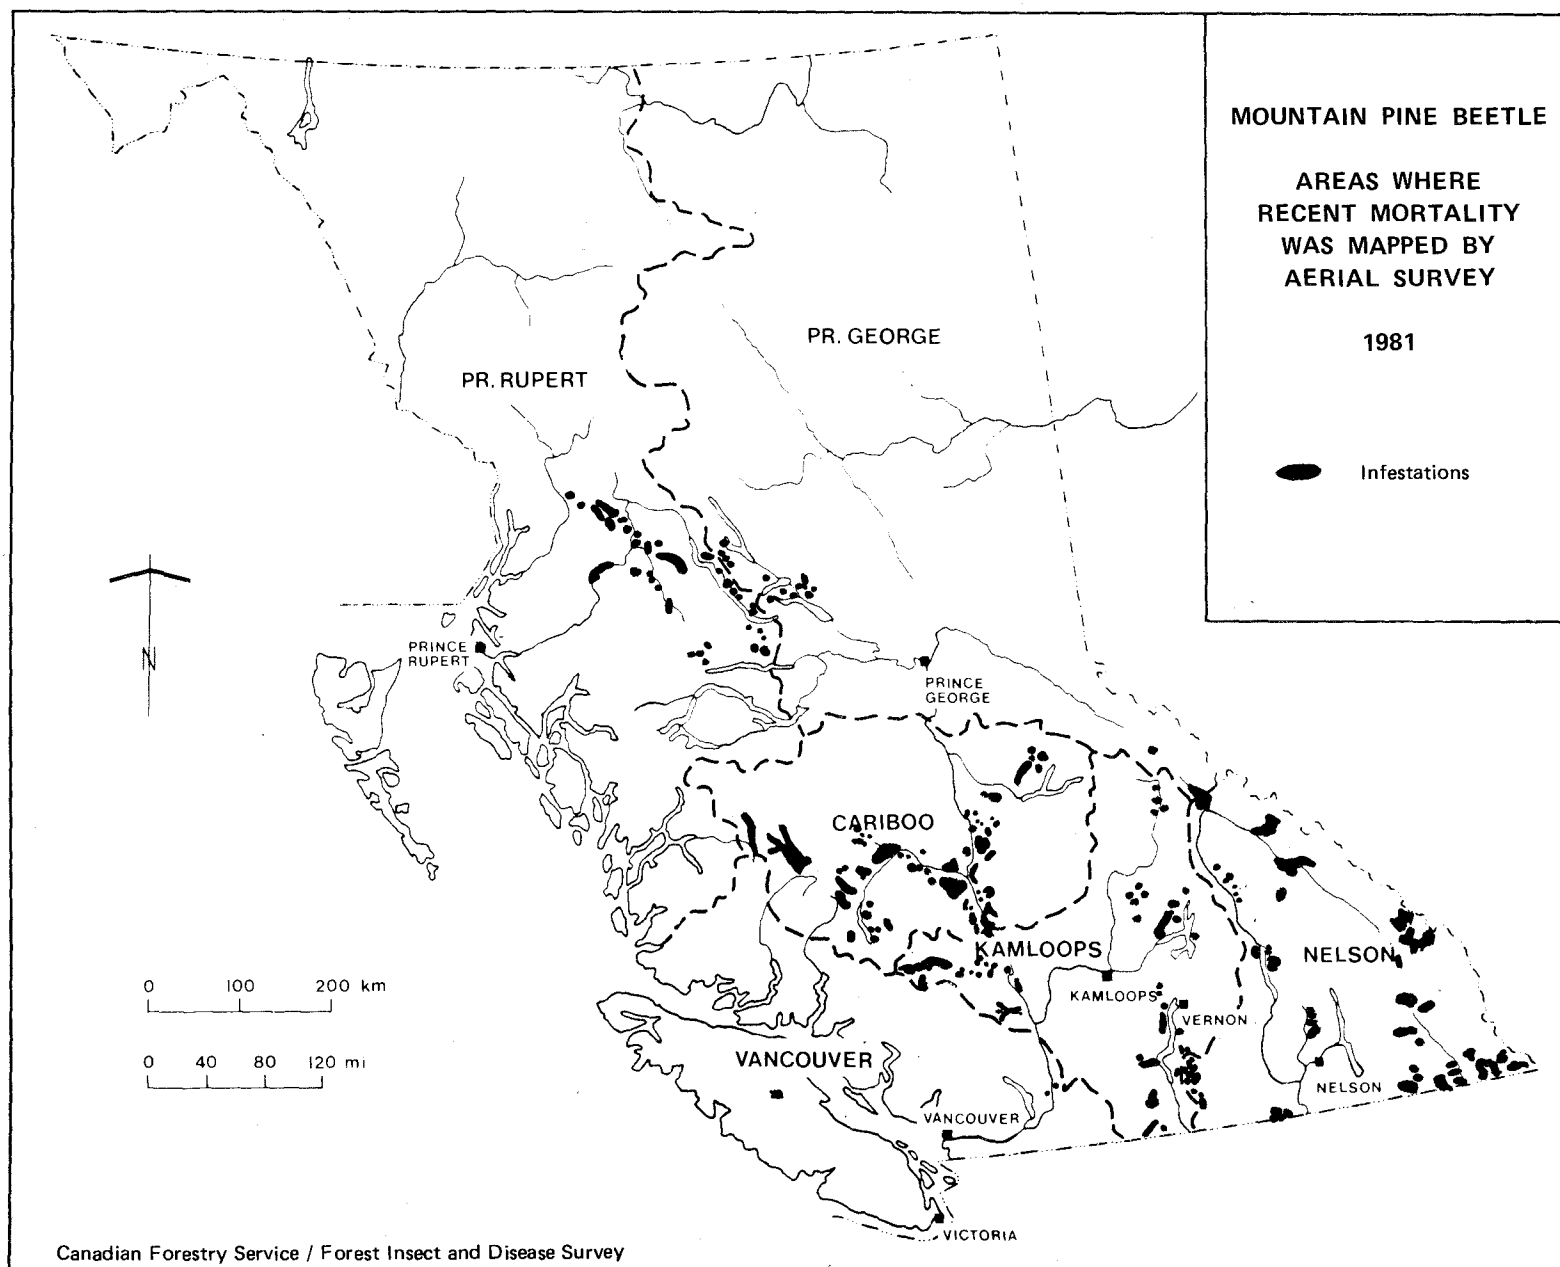 MOUNTAIN PINE BEETLE
AREAS WHERE
RECENT MORTALITY
WAS MAPPED BY
AERIAL SURVEY
1981
Infestations
PR. GEORGE
PR. RUPERT
N
PRINCE
RUPERT
PRINCE
GEORGE
CARIBOO
KAMLOOPS
NELSON
KAMLOOPS
VERNON
0 100 200 km
0 40 80 120 mi
VANCOUVER
NELSON
VANCOUVER
VICTORIA
Canadian Forestry Service / Forest Insect and Disease Survey